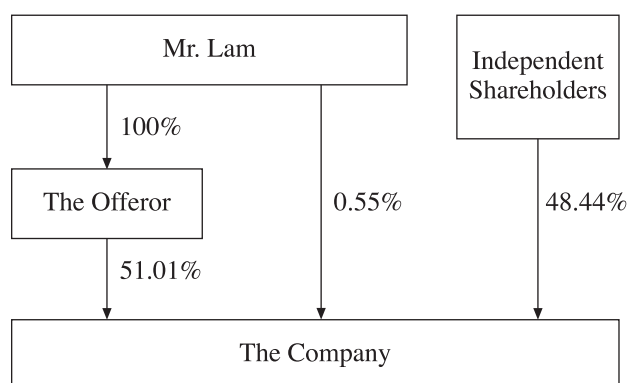 Mr. Lam
Independent
Shareholders
100%
The Offeror
0.55%
48.44%
51.01%
The Company